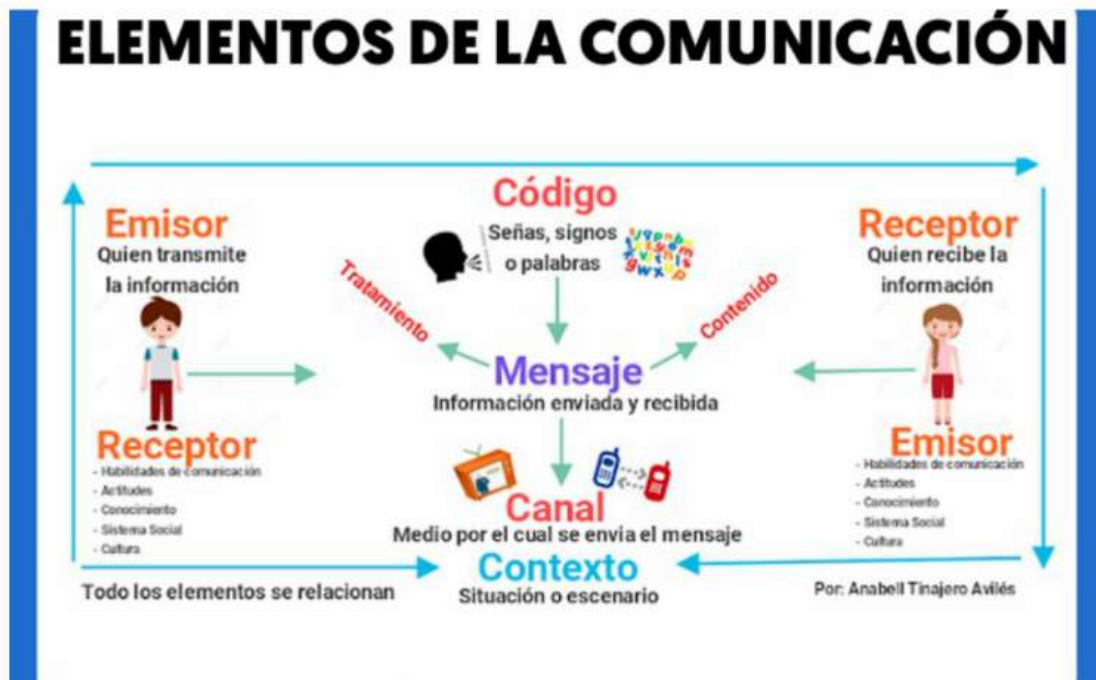 ELEMENTOS DE LA COMUNICACIÓN
Emisor
Quien transmite
la información
Código
Señas, signos
o palabras
Receptor
Quien recibe la
información
Tratamiento
Contenido
Mensaje
Información enviada y recibida
Receptor
- Habilidades de comunicación
- Actitudes
- Conocimiento
- Sistema Social
- Cultura
Emisor
- Habilidades de comunicación
- Actitudes
- Conocimiento
- Sistema Social
- Cultura
Canal
Medio por el cual se envia el mensaje
Contexto
Situación o escenario
Todo los elementos se relacionan
Por: Anabell Tinajero Avilés